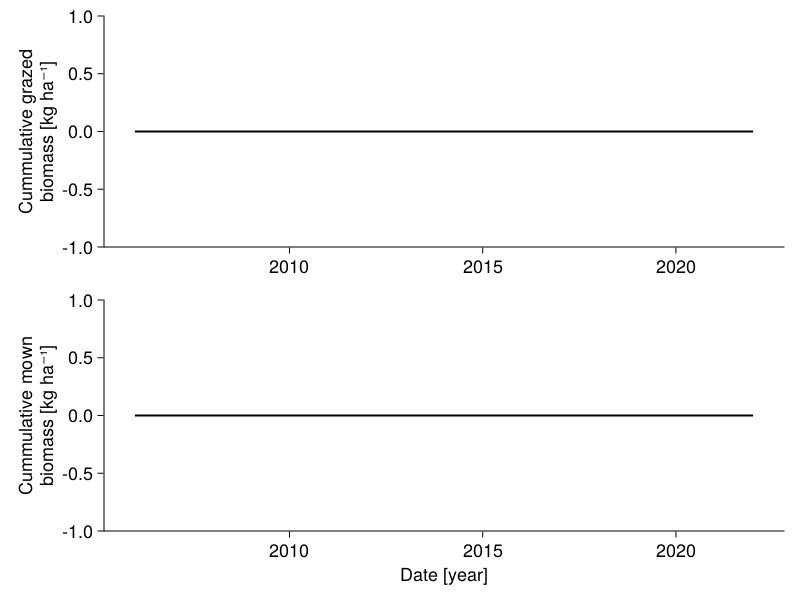 1.0
0.5
0.0
-0.5
-1.0
Cummulative grazed
biomass [kg ha⁻¹]
2010 2015 2020
1.0
0.5
0.0
-0.5
-1.0
Cummulative mown
biomass [kg ha⁻¹]
2010 2015 2020
Date [year]